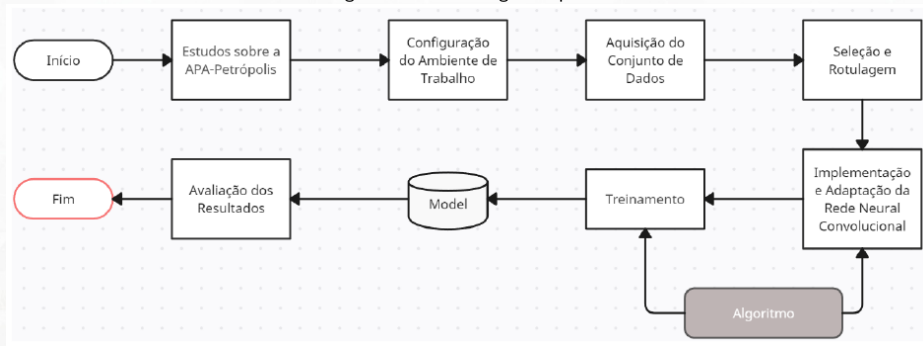 Início
Estudos sobre a
APA-Petrópolis
Configuração
do Ambiente de
Trabalho
Aquisição do
Conjunto de
Dados
Seleção e
Rotulagem
Implementação
e Adaptação da
Rede Neural
Convolucional
Treinamento
Model
Avaliação dos
Resultados
Fim
Algoritmo